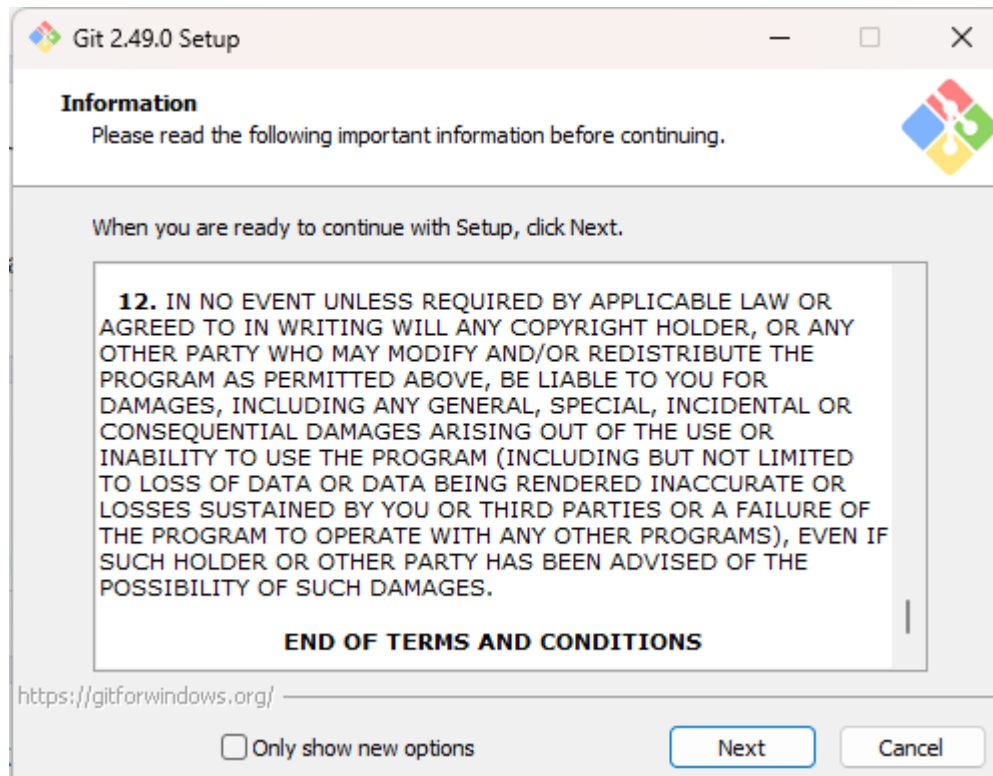 Git 2.49.0 Setup
Information
Please read the following important information before continuing.
When you are ready to continue with Setup, click Next.
12. IN NO EVENT UNLESS REQUIRED BY APPLICABLE LAW OR
AGREED TO IN WRITING WILL ANY COPYRIGHT HOLDER, OR ANY
OTHER PARTY WHO MAY MODIFY AND/OR REDISTRIBUTE THE
PROGRAM AS PERMITTED ABOVE, BE LIABLE TO YOU FOR
DAMAGES, INCLUDING ANY GENERAL, SPECIAL, INCIDENTAL OR
CONSEQUENTIAL DAMAGES ARISING OUT OF THE USE OR
INABILITY TO USE THE PROGRAM (INCLUDING BUT NOT LIMITED
TO LOSS OF DATA OR DATA BEING RENDERED INACCURATE OR
LOSSES SUSTAINED BY YOU OR THIRD PARTIES OR A FAILURE OF
THE PROGRAM TO OPERATE WITH ANY OTHER PROGRAMS), EVEN IF
SUCH HOLDER OR OTHER PARTY HAS BEEN ADVISED OF THE
POSSIBILITY OF SUCH DAMAGES.
END OF TERMS AND CONDITIONS
https://gitforwindows.org/
Only show new options
Next
Cancel